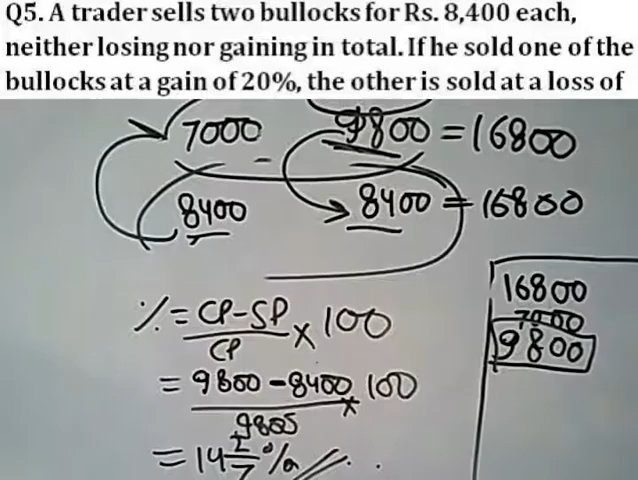 Q5. A trader sells two bullocks for Rs. 8,400 each,
neither losing nor gaining in total. If he sold one of the
bullocks at a gain of 20%, the other is sold at a loss of
7000 9800 = 16800
8400 8400 = 16800
16800
7000
9800
% = CP-SP/CP × 100
= 9800-8400/9800 × 100
= 14 2/7 %